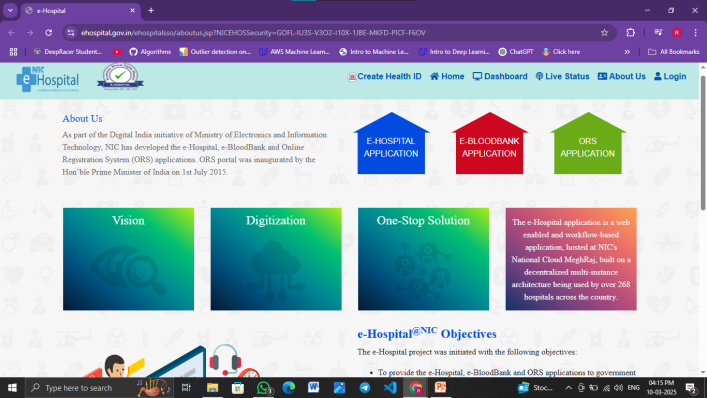 e-Hospital
ehospital.gov.in/ehospitalsso/aboutus.jsp?NICEHOSSecurity=GOFL-IU3S-V3O2-I10X-1I8E-MKFD-PICF-F6OV
DeepRacer Student...
Algorithms
Outlier detection on...
AWS Machine Learn...
Intro to Machine Le...
Intro to Deep Learni...
ChatGPT
Click here
All Bookmarks
NIC
e Hospital
Create Health ID
Home
Dashboard
Live Status
About Us
Login
About Us
As part of the Digital India initiative of Ministry of Electronics and Information
Technology, NIC has developed the e-Hospital, e-BloodBank and Online
Registration System (ORS) applications. ORS portal was inaugurated by the
Hon'ble Prime Minister of India on 1st July 2015.
E-HOSPITAL
APPLICATION
E-BLOODBANK
APPLICATION
ORS
APPLICATION
Vision
Digitization
One-Stop Solution
The e-Hospital application is a web
enabled and workflow-based
application, hosted at NIC's
National Cloud MeghRaj, built on a
decentralized multi-instance
architecture being used by over 268
hospitals across the country.
e-Hospital@NIC Objectives
The e-Hospital project was initiated with the following objectives:
• To provide the e-Hospital, e-BloodBank and ORS applications to government
Type here to search
Stoc...
ENG
04:15 PM
10-03-2025
2